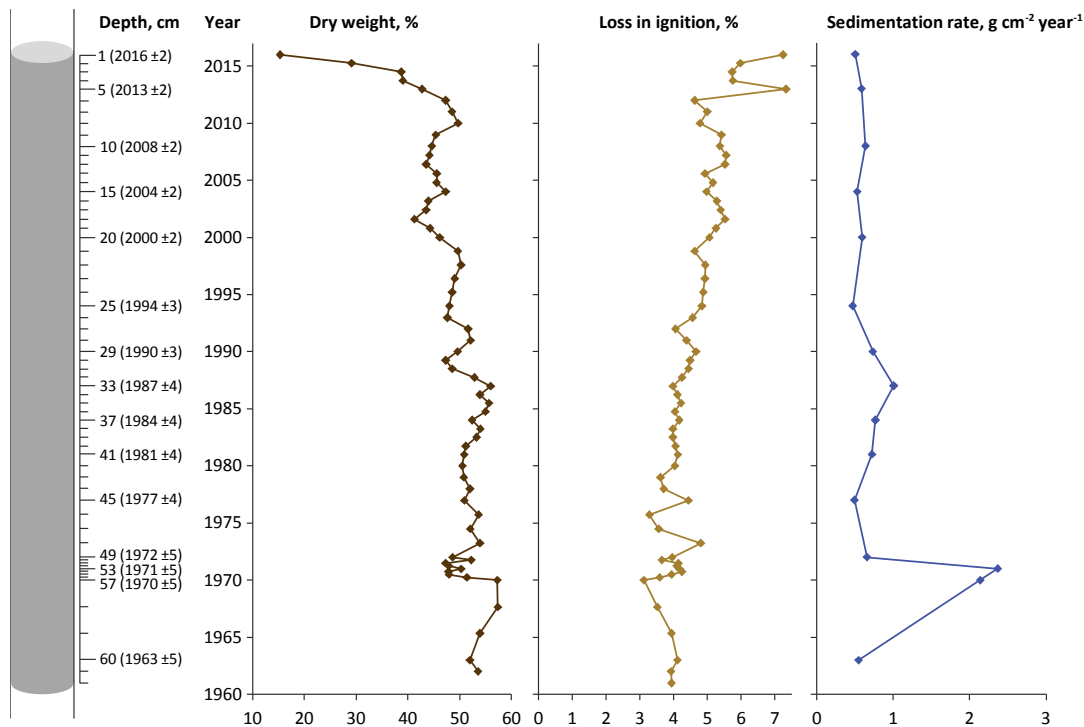 Depth, cm Year Dry weight, % Loss in ignition, % Sedimentation rate, g cm⁻² year⁻¹
1 (2016 ±2)
2015
5 (2013 ±2)
2010
10 (2008 ±2)
2005
15 (2004 ±2)
20 (2000 ±2) 2000
25 (1994 ±3) 1995
29 (1990 ±3) 1990
33 (1987 ±4)
1985
37 (1984 ±4)
41 (1981 ±4)
1980
45 (1977 ±4)
1975
49 (1972 ±5)
53 (1971 ±5)
57 (1970 ±5) 1970
1965
60 (1963 ±5)
1960
10 20 30 40 50 60 0 1 2 3 4 5 6 7 0 1 2 3